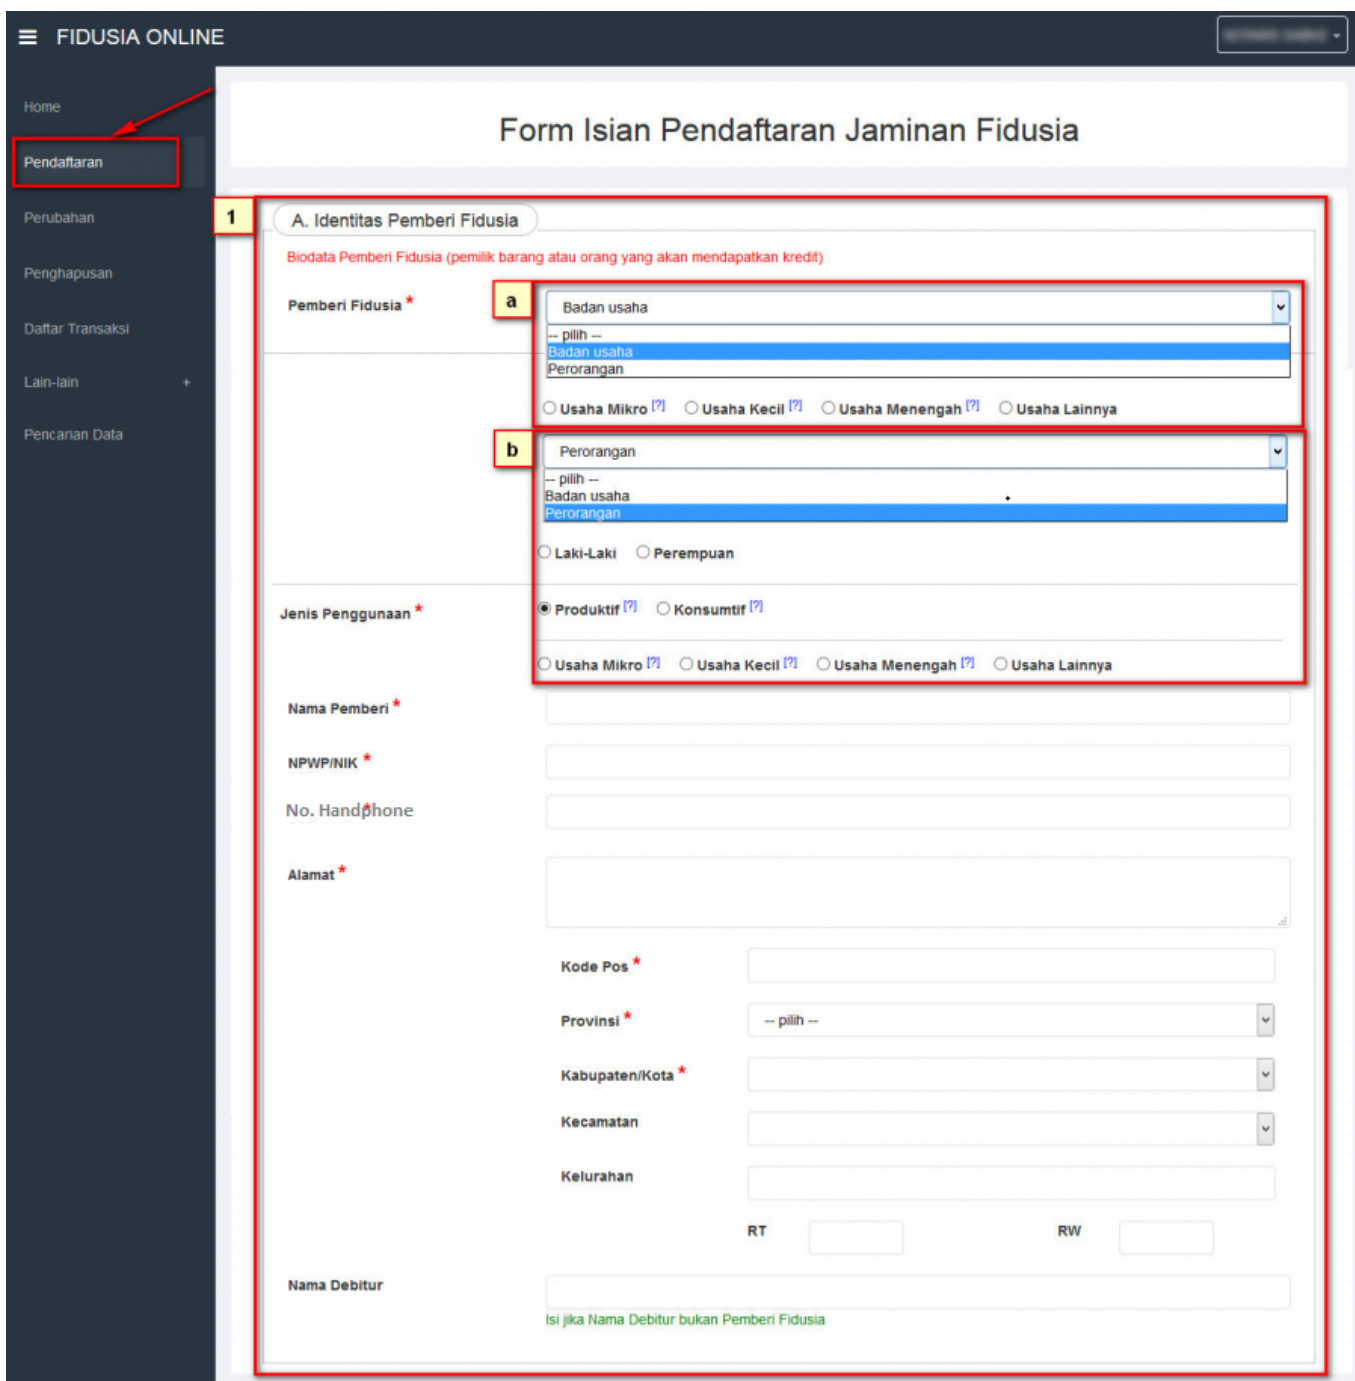 FIDUSIA ONLINE
Home
Pendaftaran
Perubahan
Penghapusan
Daftar Transaksi
Lain-lain +
Pencarian Data
Form Isian Pendaftaran Jaminan Fidusia
1
A. Identitas Pemberi Fidusia
Biodata Pemberi Fidusia (pemilik barang atau orang yang akan mendapatkan kredit)
Pemberi Fidusia *
a
Badan usaha
-- pilih --
Badan usaha
Perorangan
Usaha Mikro [?] Usaha Kecil [?] Usaha Menengah [?] Usaha Lainnya
b
Perorangan
-- pilih --
Badan usaha
Perorangan
Laki-Laki Perempuan
Jenis Penggunaan * Produktif [?] Konsumtif [?]
Usaha Mikro [?] Usaha Kecil [?] Usaha Menengah [?] Usaha Lainnya
Nama Pemberi *
NPWP/NIK *
No. Handphone *
Alamat *
Kode Pos *
Provinsi * -- pilih --
Kabupaten/Kota *
Kecamatan
Kelurahan
RT RW
Nama Debitur
Isi jika Nama Debitur bukan Pemberi Fidusia